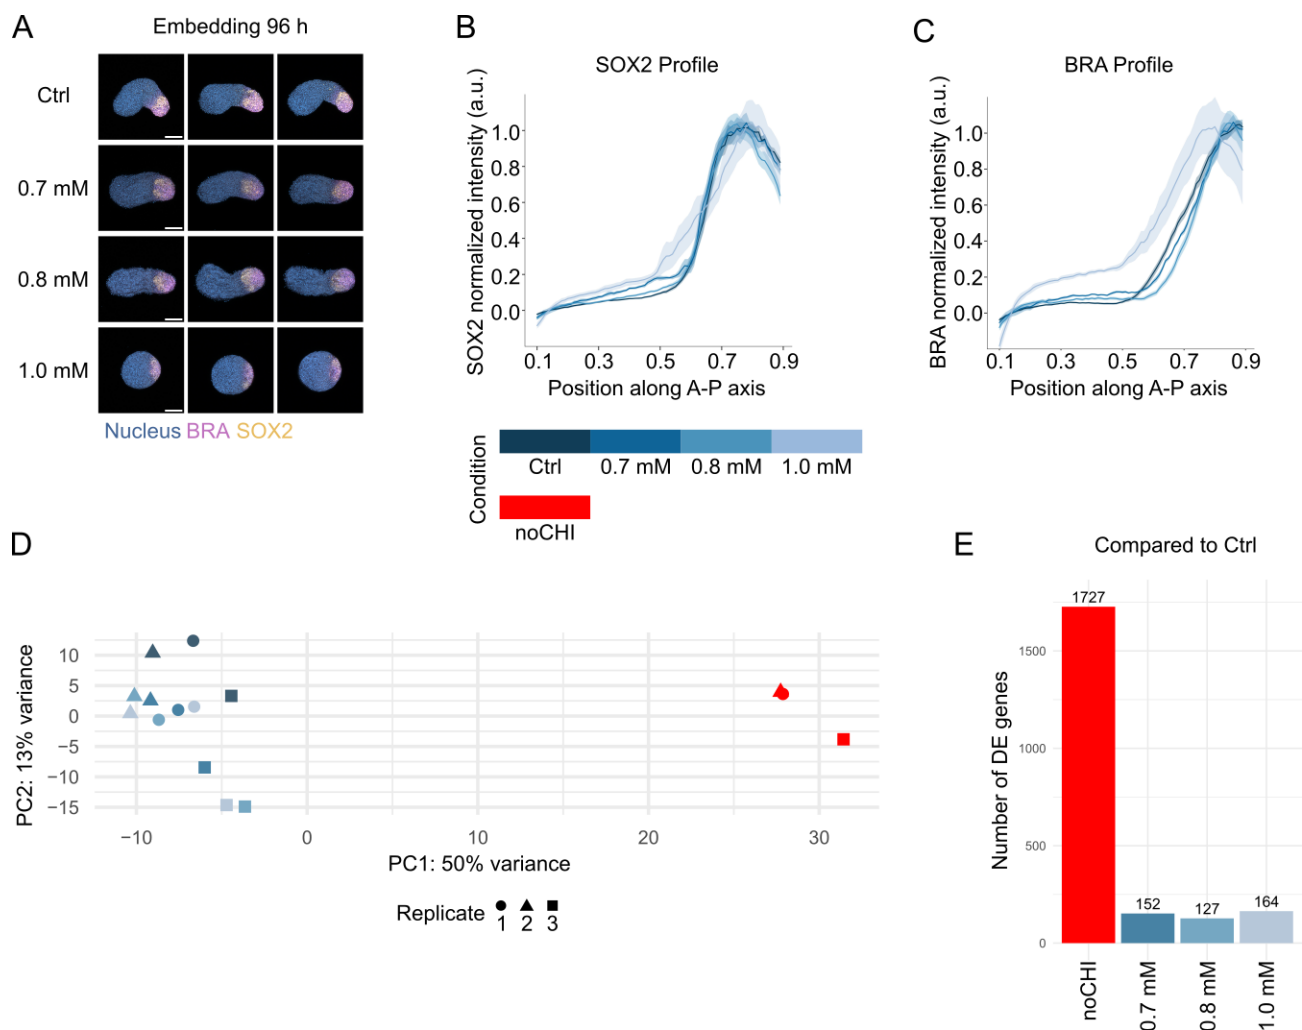 A
Embedding 96 h
Ctrl
0.7 mM
0.8 mM
1.0 mM
Nucleus BRA SOX2
B
SOX2 Profile
SOX2 normalized intensity (a.u.)
1.0
0.8
0.6
0.4
0.2
0.0
0.1 0.3 0.5 0.7 0.9
Position along A-P axis
C
BRA Profile
BRA normalized intensity (a.u.)
1.0
0.8
0.6
0.4
0.2
0.0
0.1 0.3 0.5 0.7 0.9
Position along A-P axis
Condition
Ctrl 0.7 mM 0.8 mM 1.0 mM
noCHI
D
PC2: 13% variance
10
5
0
−5
−10
−15
−10 0 10 20 30
PC1: 50% variance
Replicate
1 2 3
E
Compared to Ctrl
Number of DE genes
1500
1000
500
0
1727
152
127
164
noCHI
0.7 mM
0.8 mM
1.0 mM